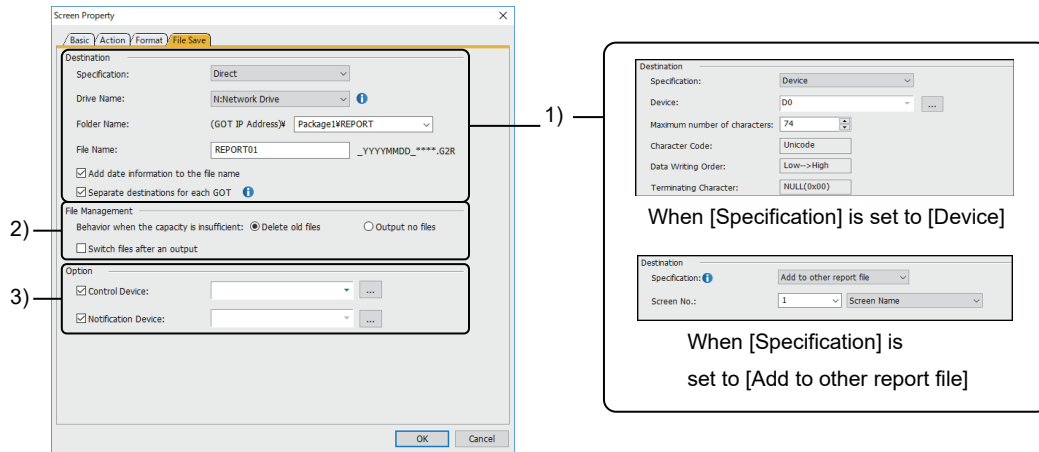 Screen Property
Basic Action Format File Save
Destination
Specification: Direct
Drive Name: N:Network Drive
Folder Name: (GOT IP Address)¥ Package1¥REPORT
File Name: REPORT01 _YYYYMMDD_****.G2R
Add date information to the file name
Separate destinations for each GOT
File Management
Behavior when the capacity is insufficient: Delete old files Output no files
Switch files after an output
Option
Control Device: ...
Notification Device: ...
OK Cancel
1)
2)
3)
Destination
Specification: Device
Device: D0 ...
Maximum number of characters: 74
Character Code: Unicode
Data Writing Order: Low-->High
Terminating Character: NULL(0x00)
When [Specification] is set to [Device]
Destination
Specification: Add to other report file
Screen No.: 1 Screen Name
When [Specification] is
set to [Add to other report file]